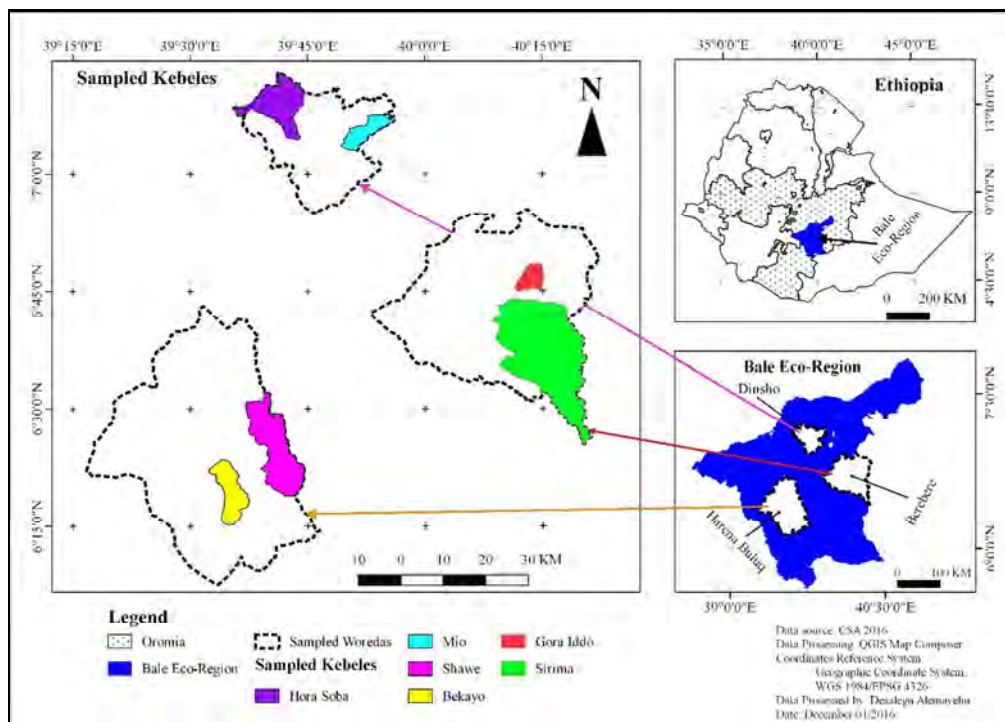 39°15'0"E 39°30'0"E 39°45'0"E 40°0'0"E 40°15'0"E
Sampled Kebeles
N
7°0'0"N
5°45'0"N
6°30'0"N
6°15'0"N
10 0 10 20 30 KM
35°0'0"E 40°0'0"E 45°0'0"E
Ethiopia
Bale
Eco-Region
9°0'0"N
0 200 KM
Bale Eco-Region
Dinsho
Berebere
Harena Buluq
0 100 KM
39°0'0"E 40°30'0"E
Legend
Oromia
Bale Eco-Region
Sampled Woredas
Sampled Kebeles
Hora Soba
Mio
Shawe
Bekayo
Gora Iddo
Sirima
Data source: CSA 2016
Data Processing QGIS Map Composer
Coordinates Reference System
Geographic Coordinate System,
WGS 1984/EPSG 4326
Data Processed by Desalegn Alemayehu
Date: December 01/2016